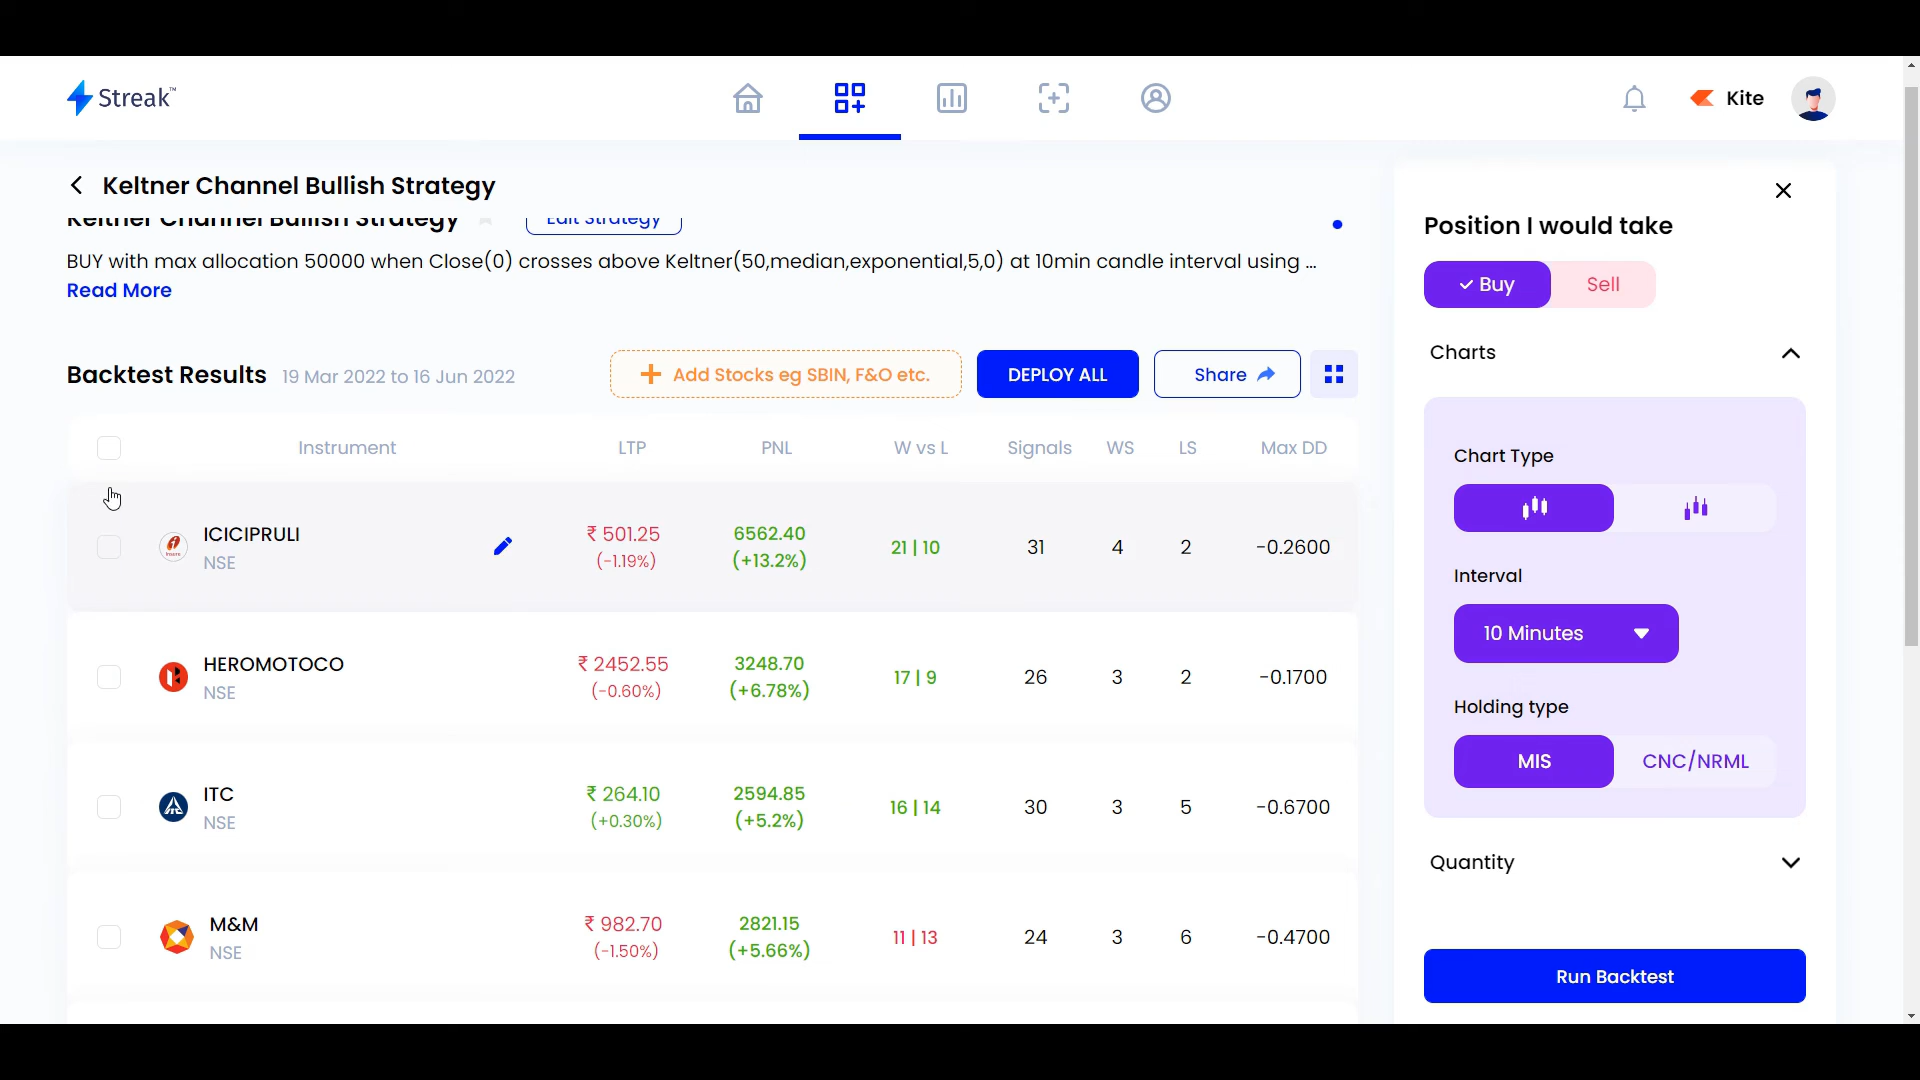 Streak™
Kite
Keltner Channel Bullish Strategy
Keltner Channel Bullish Strategy
Edit Strategy
BUY with max allocation 50000 when Close(0) crosses above Keltner(50,median,exponential,5,0) at 10min candle interval using ...
Read More
Backtest Results 19 Mar 2022 to 16 Jun 2022
Add Stocks eg SBIN, F&O etc.
DEPLOY ALL
Share
Instrument LTP PNL W vs L Signals WS LS Max DD
ICICIPRULI ₹ 501.25 6562.40
NSE (-1.19%) (+13.2%) 21 | 10 31 4 2 -0.2600
HEROMOTOCO ₹ 2452.55 3248.70
NSE (-0.60%) (+6.78%) 17 | 9 26 3 2 -0.1700
ITC ₹ 264.10 2594.85
NSE (+0.30%) (+5.2%) 16 | 14 30 3 5 -0.6700
M&M ₹ 982.70 2821.15
NSE (-1.50%) (+5.66%) 11 | 13 24 3 6 -0.4700
Position I would take
Buy Sell
Charts
Chart Type
Interval
10 Minutes
Holding type
MIS CNC/NRML
Quantity
Run Backtest